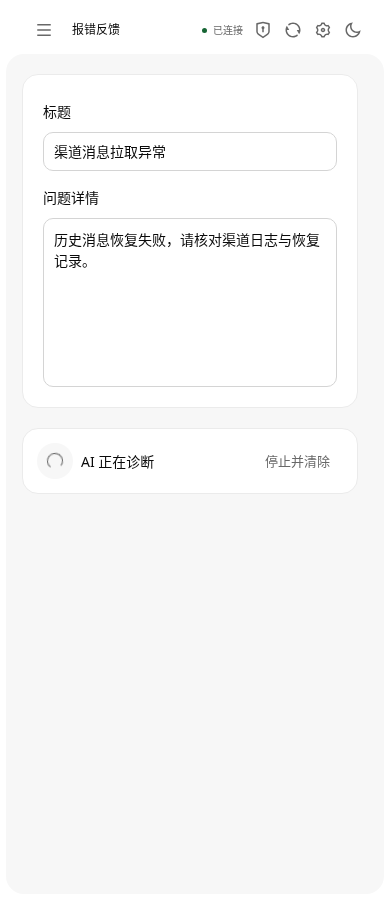 报错反馈
已连接
标题
渠道消息拉取异常
问题详情
历史消息恢复失败，请核对渠道日志与恢复
记录。
AI 正在诊断
停止并清除